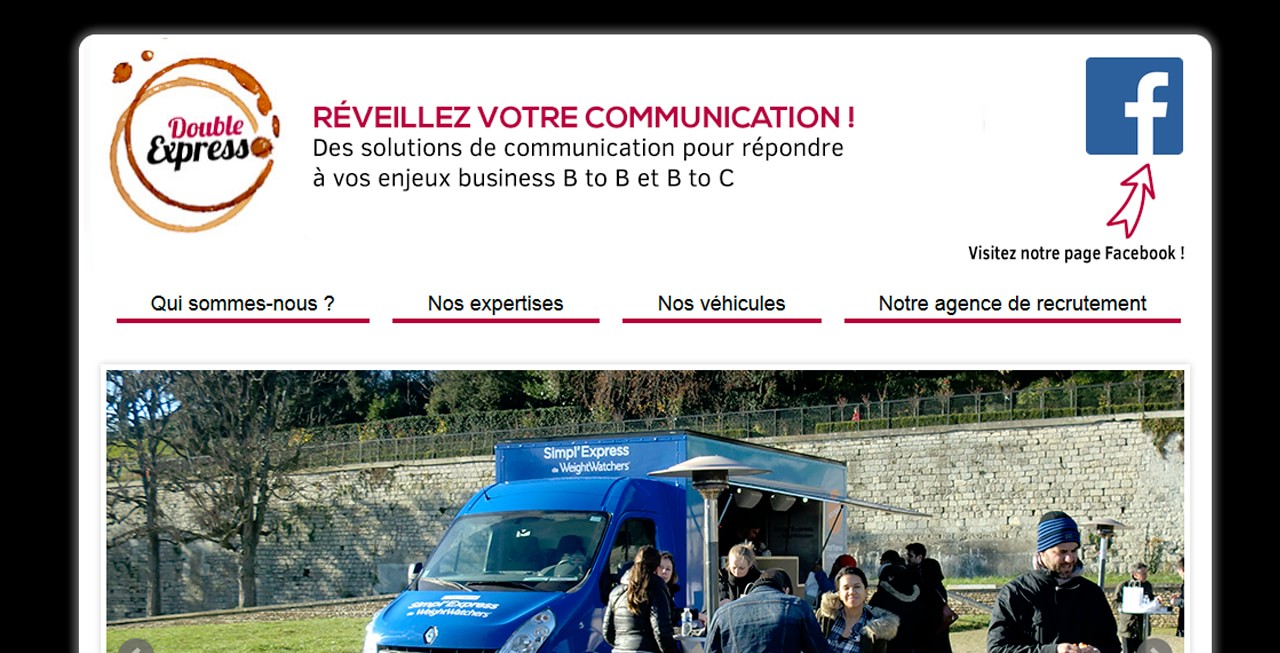 Double
Express
RÉVEILLEZ VOTRE COMMUNICATION !
Des solutions de communication pour répondre
à vos enjeux business B to B et B to C
f
Visitez notre page Facebook !
Qui sommes-nous ?
Nos expertises
Nos véhicules
Notre agence de recrutement
Simpl'Express
de WeightWatchers
Simpl'Express
de WeightWatchers